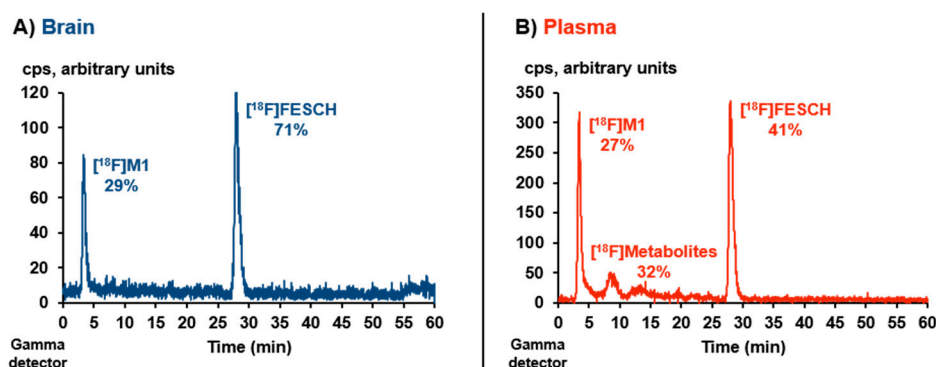 A) Brain
cps, arbitrary units
120
100
80
60
40
20
0
[¹⁸F]M1
29%
[¹⁸F]FESCH
71%
0 5 10 15 20 25 30 35 40 45 50 55 60
Gamma
detector
Time (min)
B) Plasma
cps, arbitrary units
350
300
250
200
150
100
50
0
[¹⁸F]M1
27%
[¹⁸F]FESCH
41%
[¹⁸F]Metabolites
32%
0 5 10 15 20 25 30 35 40 45 50 55 60
Gamma
detector
Time (min)